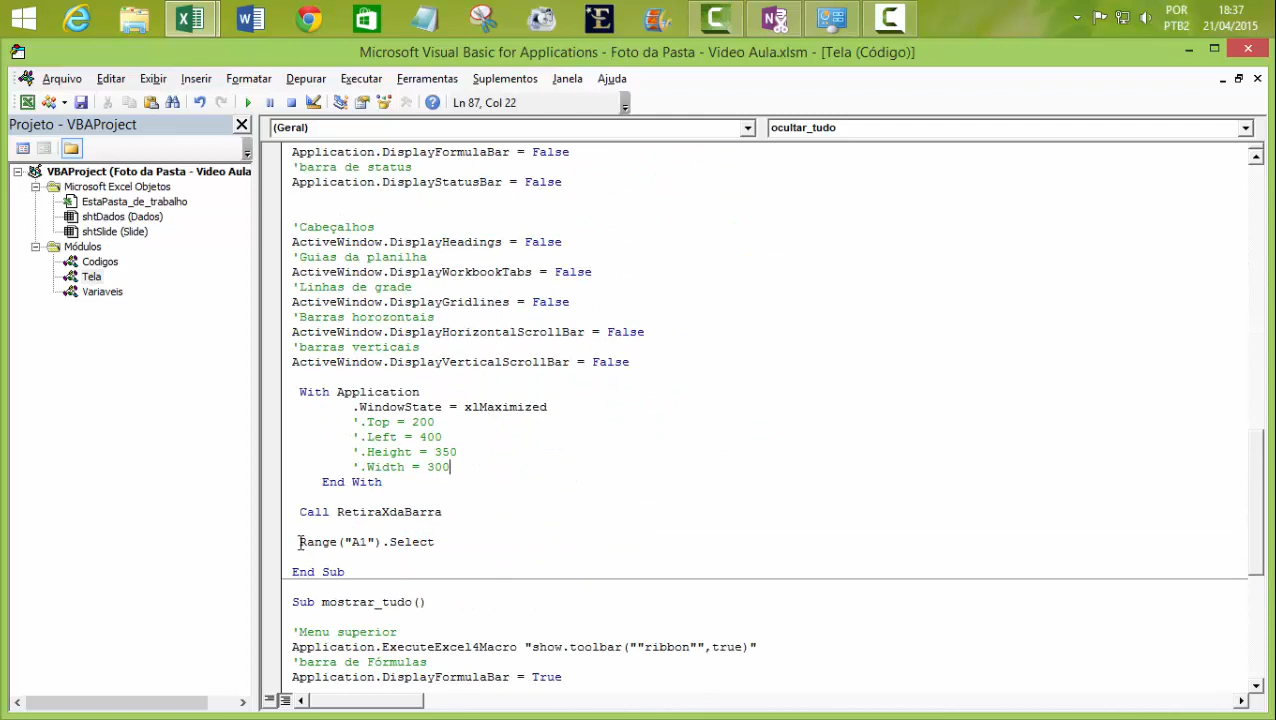 POR
18:37
PTB2
21/04/2015
Microsoft Visual Basic for Applications - Foto da Pasta - Video Aula.xlsm - [Tela (Código)]
Arquivo Editar Exibir Inserir Formatar Depurar Executar Ferramentas Suplementos Janela Ajuda
Ln 87, Col 22
Projeto - VBAProject
(Geral)
ocultar_tudo
VBAProject (Foto da Pasta - Video Aula
Microsoft Excel Objetos
EstaPasta_de_trabalho
shtDados (Dados)
shtSlide (Slide)
Módulos
Codigos
Tela
Variaveis
Application.DisplayFormulaBar = False
'barra de status
Application.DisplayStatusBar = False
'Cabeçalhos
ActiveWindow.DisplayHeadings = False
'Guias da planilha
ActiveWindow.DisplayWorkbookTabs = False
'Linhas de grade
ActiveWindow.DisplayGridlines = False
'Barras horozontais
ActiveWindow.DisplayHorizontalScrollBar = False
'barras verticais
ActiveWindow.DisplayVerticalScrollBar = False
With Application
.WindowState = xlMaximized
'.Top = 200
'.Left = 400
'.Height = 350
'.Width = 300
End With
Call RetiraXdaBarra
Range("A1").Select
End Sub
Sub mostrar_tudo()
'Menu superior
Application.ExecuteExcel4Macro "show.toolbar(""ribbon"",true)"
'barra de Fórmulas
Application.DisplayFormulaBar = True